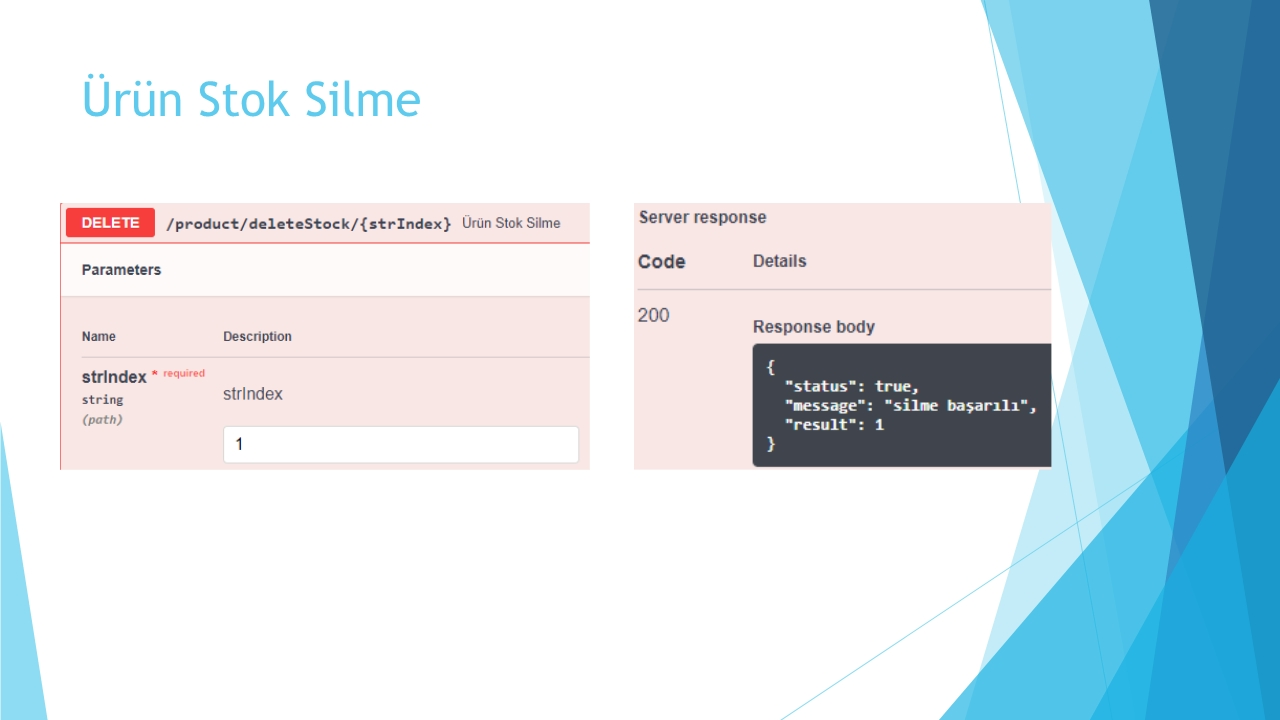 Ürün Stok Silme
DELETE /product/deleteStock/{strIndex} Ürün Stok Silme
Parameters
Name Description
strIndex * required
string
(path)
strIndex
1
Server response
Code Details
200
Response body
{
"status": true,
"message": "silme başarılı",
"result": 1
}